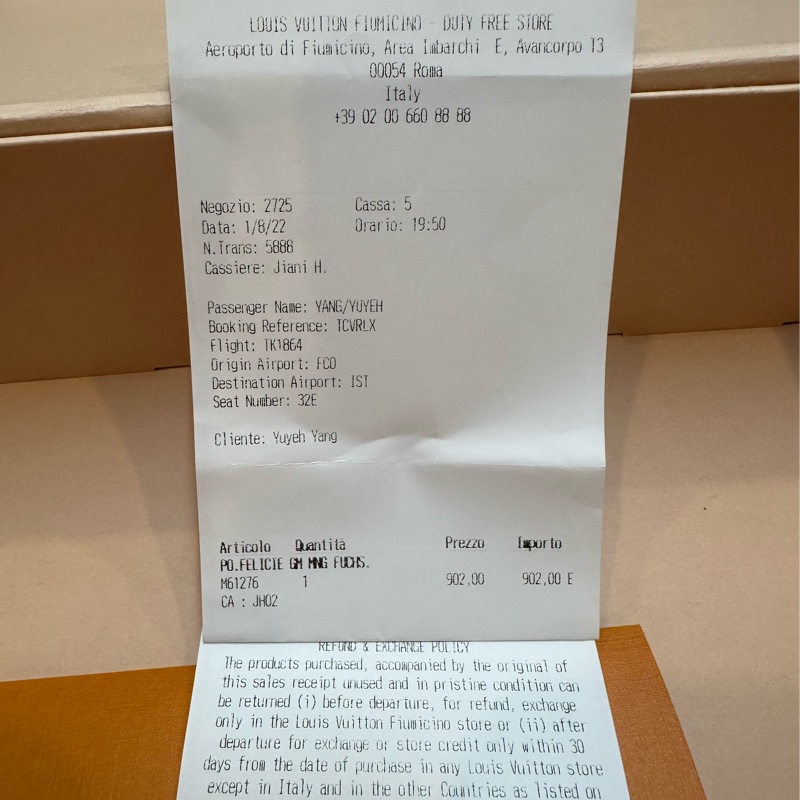 LOUIS VUITTON FIUMICINO - DUTY FREE STORE
Aeroporto di Fiumicino, Area Imbarchi E, Avancorpo T3
00054 Roma
Italy
+39 02 00 660 88 88
Negozio: 2725 Cassa: 5
Data: 1/8/22 Orario: 19:50
N.Trans: 5888
Cassiere: Jiani H.
Passenger Name: YANG/YUYEH
Booking Reference: TCVRLX
Flight: TK1864
Origin Airport: FCO
Destination Airport: IST
Seat Number: 32E
Cliente: Yuyeh Yang
Articolo Quantità Prezzo Importo
PO.FELICIE GM MNG FUCHS.
M61276 1 902,00 902,00 E
CA : JH02
REFUND & EXCHANGE POLICY
The products purchased, accompanied by the original of
this sales receipt unused and in pristine condition can
be returned (i) before departure, for refund, exchange
only in the Louis Vuitton Fiumicino store or (ii) after
departure for exchange or store credit only within 30
days from the date of purchase in any Louis Vuitton store
except in Italy and in the other Countries as listed on